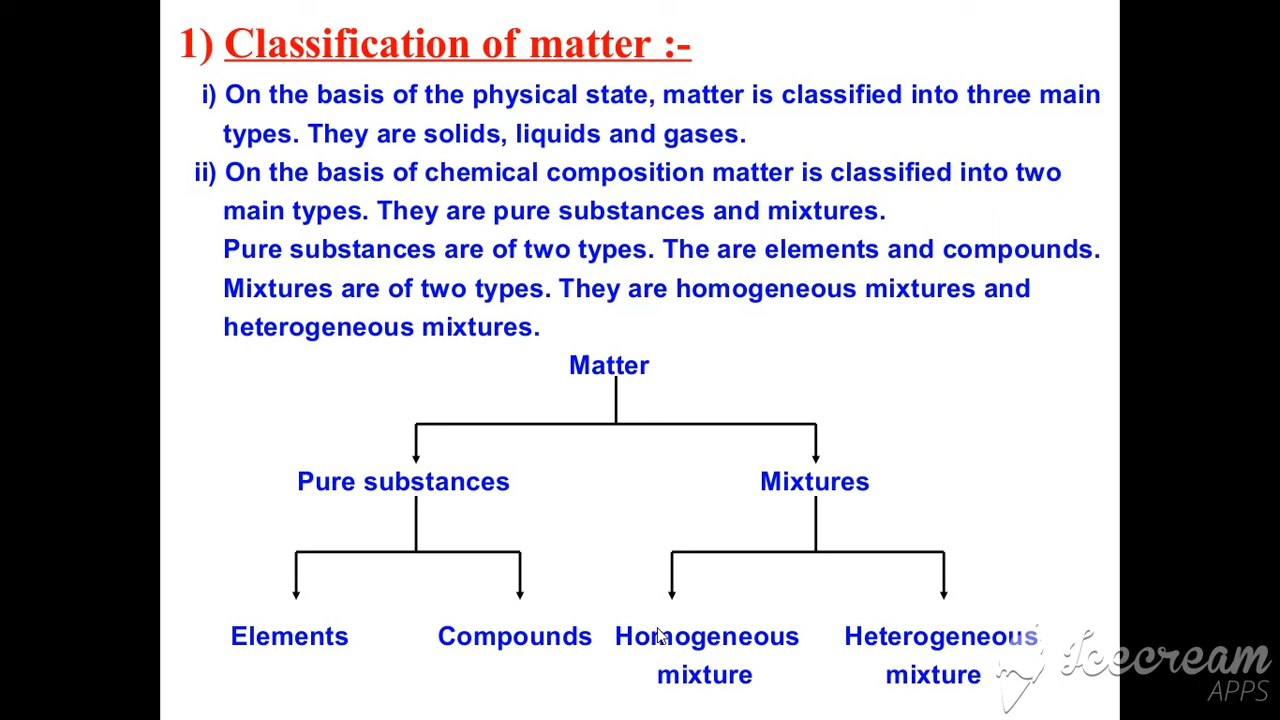 1) Classification of matter :-
i) On the basis of the physical state, matter is classified into three main
types. They are solids, liquids and gases.
ii) On the basis of chemical composition matter is classified into two
main types. They are pure substances and mixtures.
Pure substances are of two types. The are elements and compounds.
Mixtures are of two types. They are homogeneous mixtures and
heterogeneous mixtures.
Matter
Pure substances Mixtures
Elements Compounds Homogeneous Heterogeneous
mixture mixture
Icecream
APPS